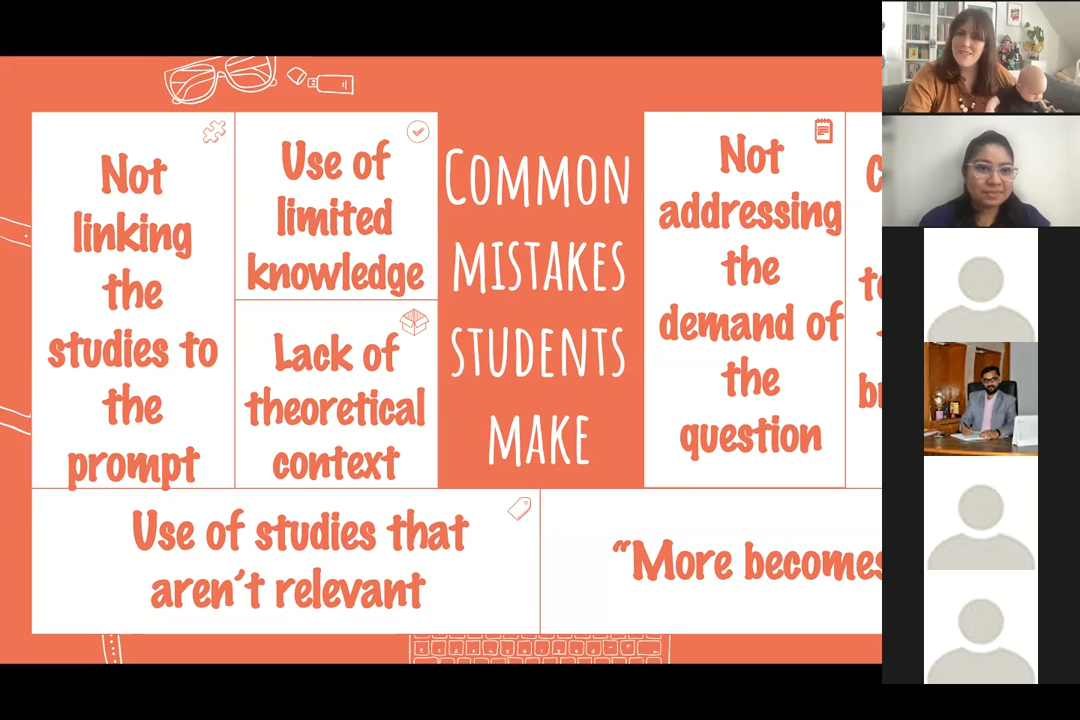 Not
linking
the
studies to
the
prompt
Use of
limited
knowledge
Lack of
theoretical
context
COMMON
MISTAKES
STUDENTS
MAKE
Not
addressing
the
demand of
the
question
Use of studies that
aren't relevant
"More becomes